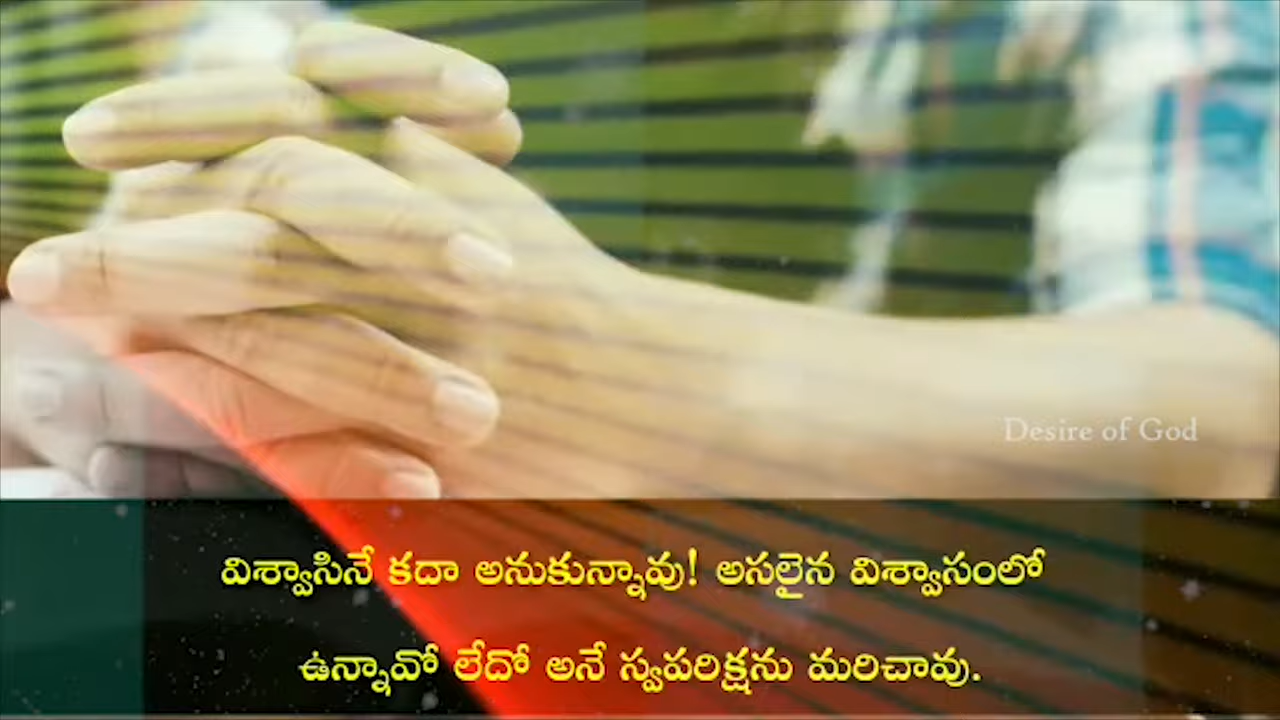 Desire of God
విశ్వాసినే కదా అనుకున్నావు! అసలైన విశ్వాసంలో
ఉన్నావో లేదో అనే స్వపరిక్షను మరిచావు.